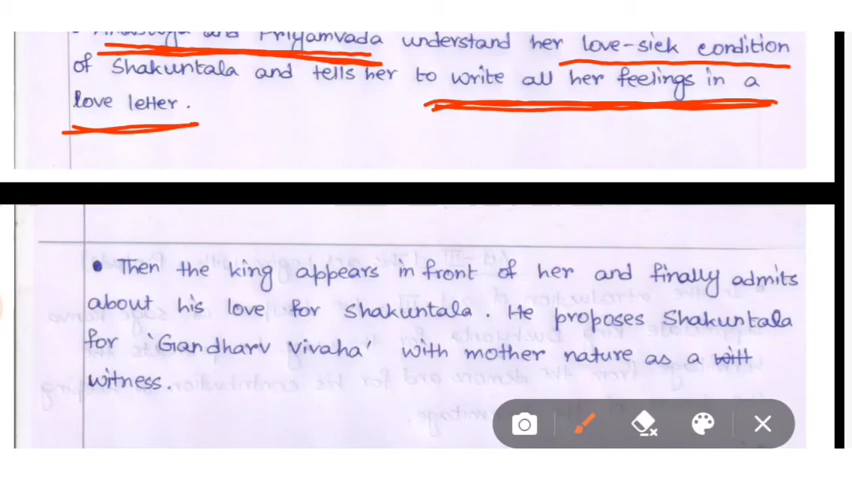 and Priyamvada understand her love-sick condition
of Shakuntala and tells her to write all her feelings in a
love letter.
• Then the king appears in front of her and finally admits
about his love for Shakuntala. He proposes Shakuntala
for 'Gandharv Vivaha' with mother nature as a
witness.